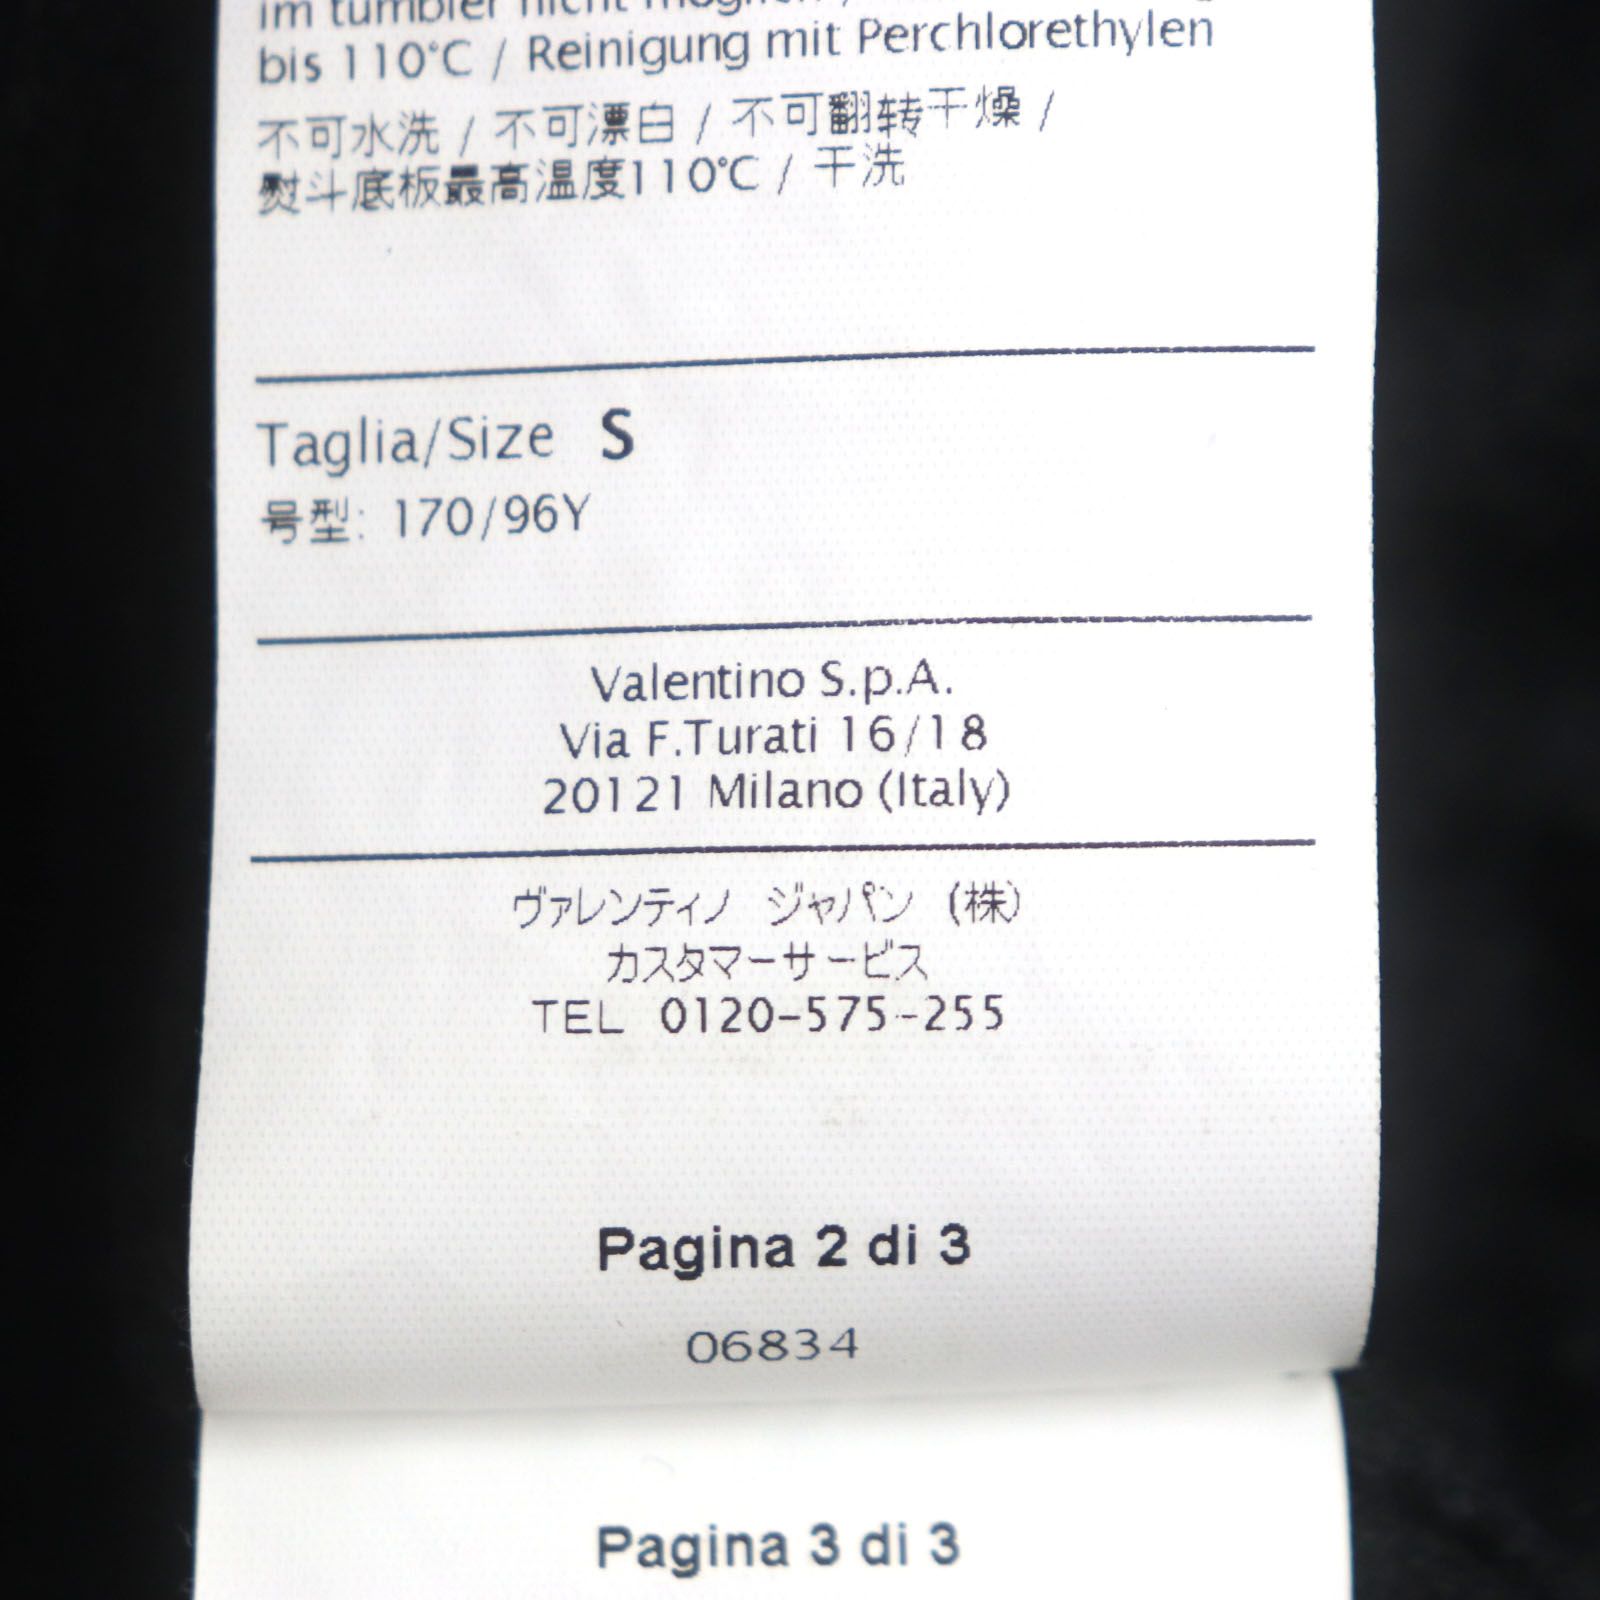 im tumbler nicht möglich /
bis 110°C / Reinigung mit Perchlorethylen
不可水洗 / 不可漂白 / 不可翻转干燥 /
熨斗底板最高温度110°C / 干洗
Taglia/Size S
号型: 170/96Y
Valentino S.p.A.
Via F.Turati 16/18
20121 Milano (Italy)
ヴァレンティノ ジャパン (株)
カスタマーサービス
TEL 0120-575-255
Pagina 2 di 3
06834
Pagina 3 di 3